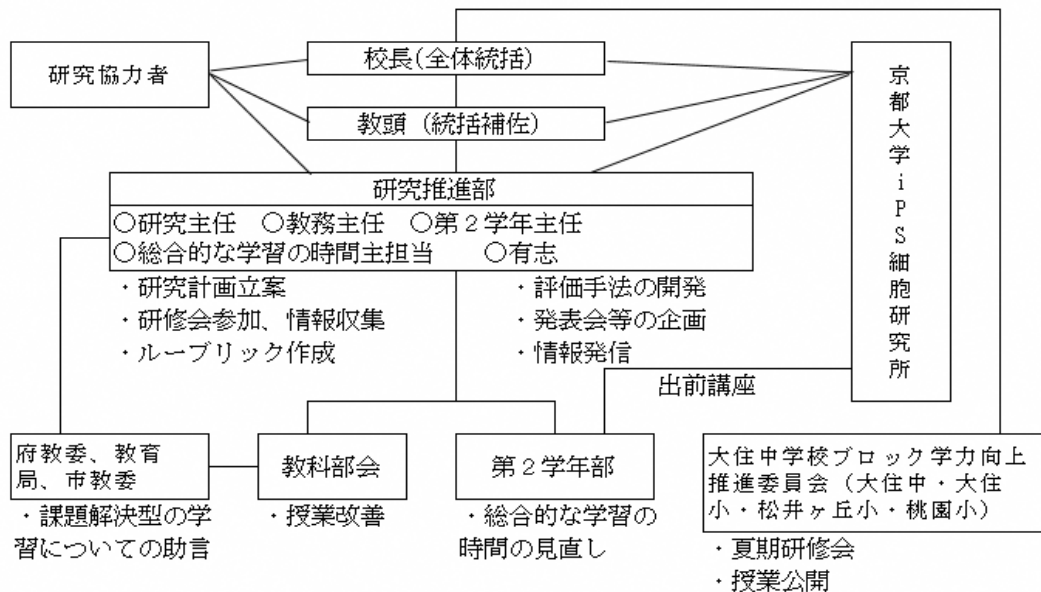 研究協力者
校長(全体統括)
教頭(統括補佐)
京都大学iPS細胞研究所
研究推進部
○研究主任 ○教務主任 ○第2学年主任
○総合的な学習の時間主担当 ○有志
・研究計画立案
・研修会参加、情報収集
・ルーブリック作成
・評価手法の開発
・発表会等の企画
・情報発信
出前講座
府教委、教育
局、市教委
・課題解決型の学
習についての助言
教科部会
・授業改善
第2学年部
・総合的な学習の
時間の見直し
大住中学校ブロック学力向上
推進委員会(大住中・大住
小・松井ヶ丘小・桃園小)
・夏期研修会
・授業公開